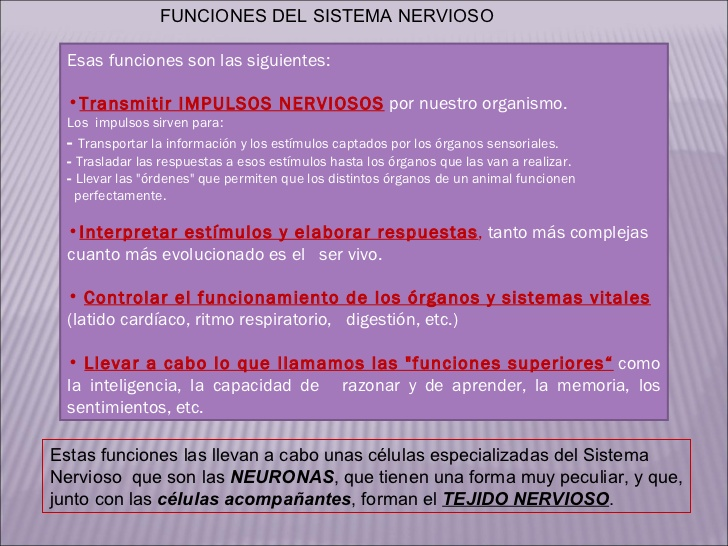 FUNCIONES DEL SISTEMA NERVIOSO
Esas funciones son las siguientes:
•Transmitir IMPULSOS NERVIOSOS por nuestro organismo.
Los impulsos sirven para:
- Transportar la información y los estímulos captados por los órganos sensoriales.
- Trasladar las respuestas a esos estímulos hasta los órganos que las van a realizar.
- Llevar las "órdenes" que permiten que los distintos órganos de un animal funcionen
perfectamente.
•Interpretar estímulos y elaborar respuestas, tanto más complejas
cuanto más evolucionado es el ser vivo.
• Controlar el funcionamiento de los órganos y sistemas vitales
(latido cardíaco, ritmo respiratorio, digestión, etc.)
• Llevar a cabo lo que llamamos las "funciones superiores“ como
la inteligencia, la capacidad de razonar y de aprender, la memoria, los
sentimientos, etc.
Estas funciones las llevan a cabo unas células especializadas del Sistema
Nervioso que son las NEURONAS, que tienen una forma muy peculiar, y que,
junto con las células acompañantes, forman el TEJIDO NERVIOSO.